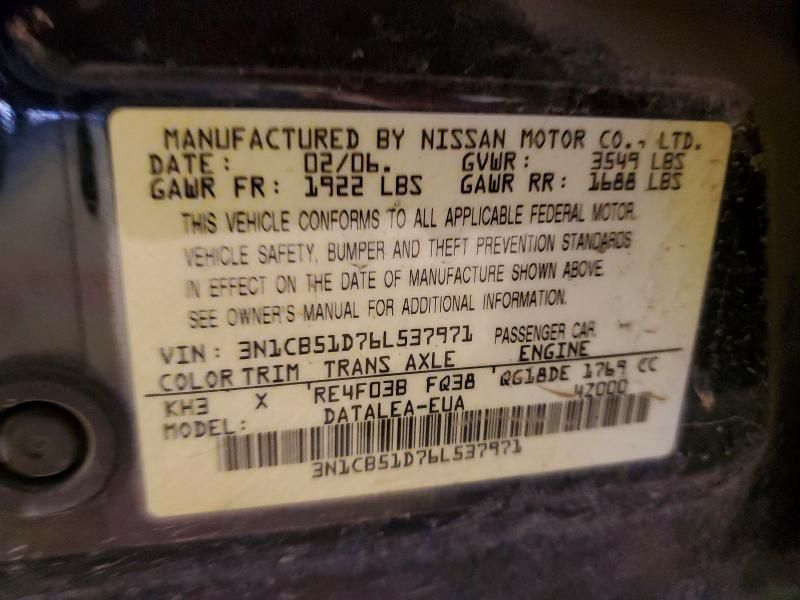 MANUFACTURED BY NISSAN MOTOR CO., LTD.
DATE: 02/06. GVWR: 3549 LBS
GAWR FR: 1922 LBS GAWR RR: 1688 LBS
THIS VEHICLE CONFORMS TO ALL APPLICABLE FEDERAL MOTOR
VEHICLE SAFETY, BUMPER AND THEFT PREVENTION STANDARDS
IN EFFECT ON THE DATE OF MANUFACTURE SHOWN ABOVE.
SEE OWNER'S MANUAL FOR ADDITIONAL INFORMATION.
VIN: 3N1CB51D76L537971 PASSENGER CAR
COLOR TRIM TRANS AXLE ENGINE
KH3 X 'RE4F03B FQ38 'QG18DE 1769 CC
MODEL: DATALEA-EUA 42000
3N1CB51D76L537971